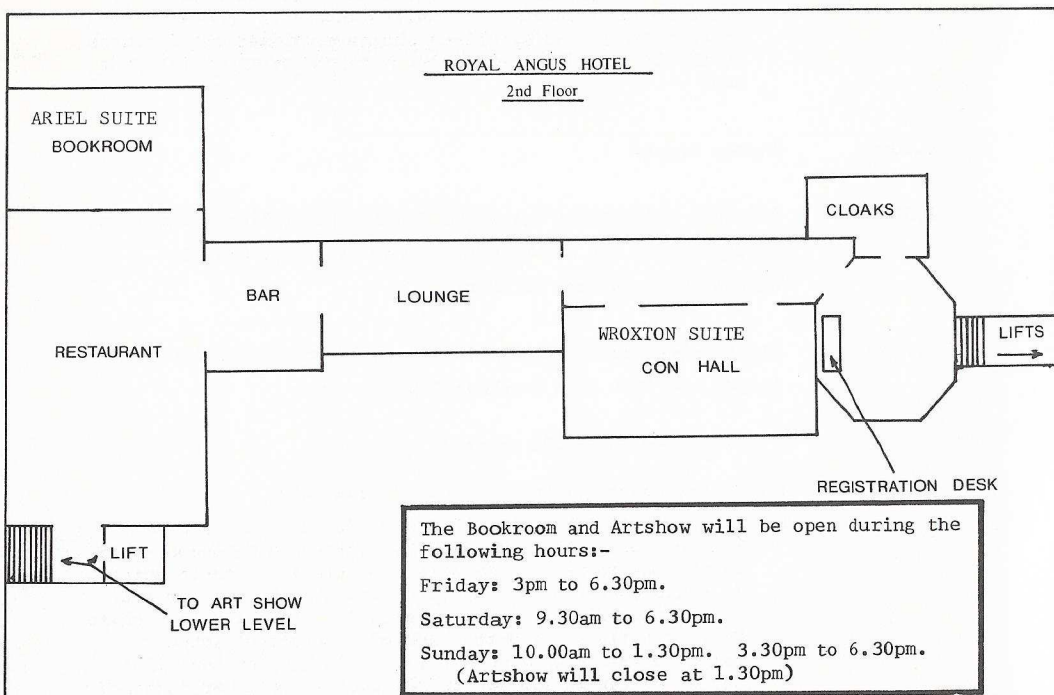 ROYAL ANGUS HOTEL
2nd Floor
ARIEL SUITE
BOOKROOM
CLOAKS
BAR
LOUNGE
RESTAURANT
WROXTON SUITE
CON HALL
LIFTS
REGISTRATION DESK
LIFT
TO ART SHOW
LOWER LEVEL
The Bookroom and Artshow will be open during the
following hours:-
Friday: 3pm to 6.30pm.
Saturday: 9.30am to 6.30pm.
Sunday: 10.00am to 1.30pm. 3.30pm to 6.30pm.
(Artshow will close at 1.30pm)